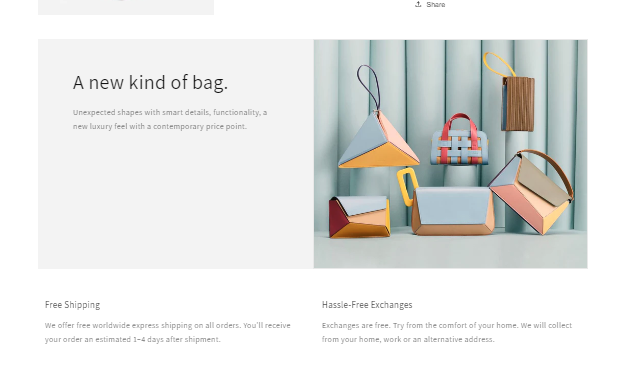 Share
A new kind of bag.
Unexpected shapes with smart details, functionality, a
new luxury feel with a contemporary price point.
Free Shipping
We offer free worldwide express shipping on all orders. You'll receive
your order an estimated 1–4 days after shipment.
Hassle-Free Exchanges
Exchanges are free. Try from the comfort of your home. We will collect
from your home, work or an alternative address.